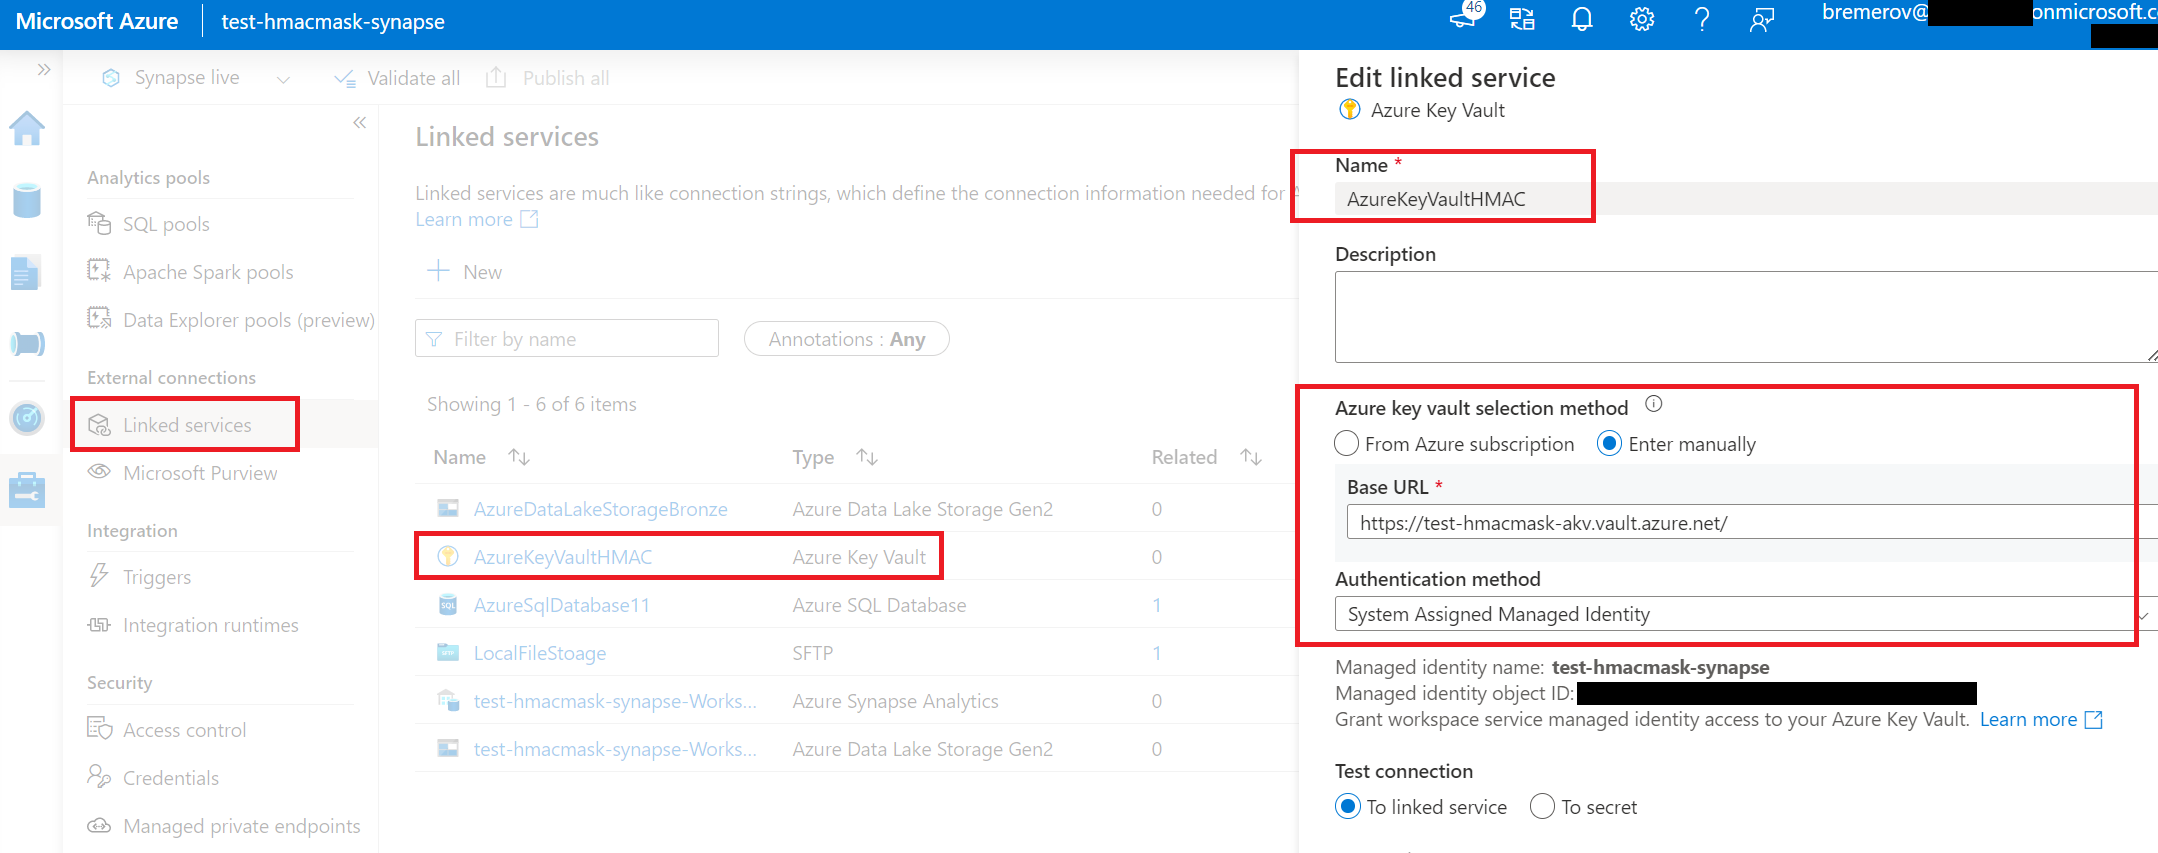 Microsoft Azure
test-hmacmask-synapse
46
bremerov@
onmicrosoft.c
Synapse live
Validate all
Publish all
Analytics pools
SQL pools
Apache Spark pools
Data Explorer pools (preview)
External connections
Linked services
Microsoft Purview
Integration
Triggers
Integration runtimes
Security
Access control
Credentials
Managed private endpoints
Linked services
Linked services are much like connection strings, which define the connection information needed for A
Learn more
New
Filter by name
Annotations : Any
Showing 1 - 6 of 6 items
Name Type Related
AzureDataLakeStorageBronze Azure Data Lake Storage Gen2 0
AzureKeyVaultHMAC Azure Key Vault 0
SQL AzureSqlDatabase11 Azure SQL Database 1
SFTP LocalFileStoage SFTP 1
test-hmacmask-synapse-Works... Azure Synapse Analytics 0
test-hmacmask-synapse-Works... Azure Data Lake Storage Gen2 0
Edit linked service
Azure Key Vault
Name *
AzureKeyVaultHMAC
Description
Azure key vault selection method
From Azure subscription Enter manually
Base URL *
https://test-hmacmask-akv.vault.azure.net/
Authentication method
System Assigned Managed Identity
Managed identity name: test-hmacmask-synapse
Managed identity object ID:
Grant workspace service managed identity access to your Azure Key Vault. Learn more
Test connection
To linked service To secret